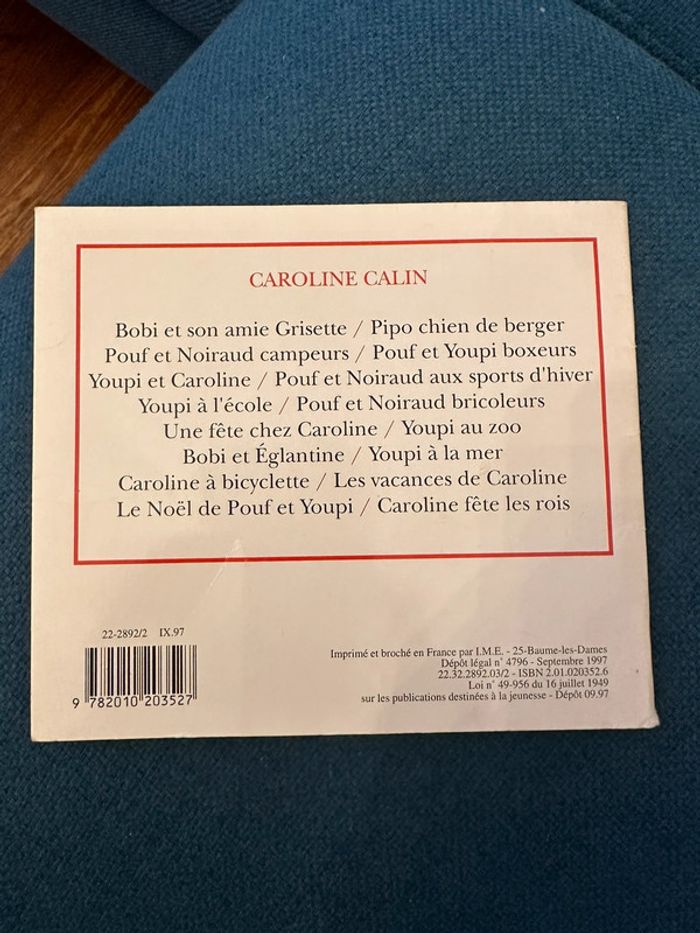 CAROLINE CALIN
Bobi et son amie Grisette / Pipo chien de berger
Pouf et Noiraud campeurs / Pouf et Youpi boxeurs
Youpi et Caroline / Pouf et Noiraud aux sports d'hiver
Youpi à l'école / Pouf et Noiraud bricoleurs
Une fête chez Caroline / Youpi au zoo
Bobi et Églantine / Youpi à la mer
Caroline à bicyclette / Les vacances de Caroline
Le Noël de Pouf et Youpi / Caroline fête les rois
22-2892/2 IX.97
9 782010 203527
Imprimé et broché en France par I.M.E. - 25-Baume-les-Dames
Dépôt légal n° 4796 - Septembre 1997
22.32.2892.03/2 - ISBN 2.01.020352.6
Loi n° 49-956 du 16 juillet 1949
sur les publications destinées à la jeunesse - Dépôt 09.97